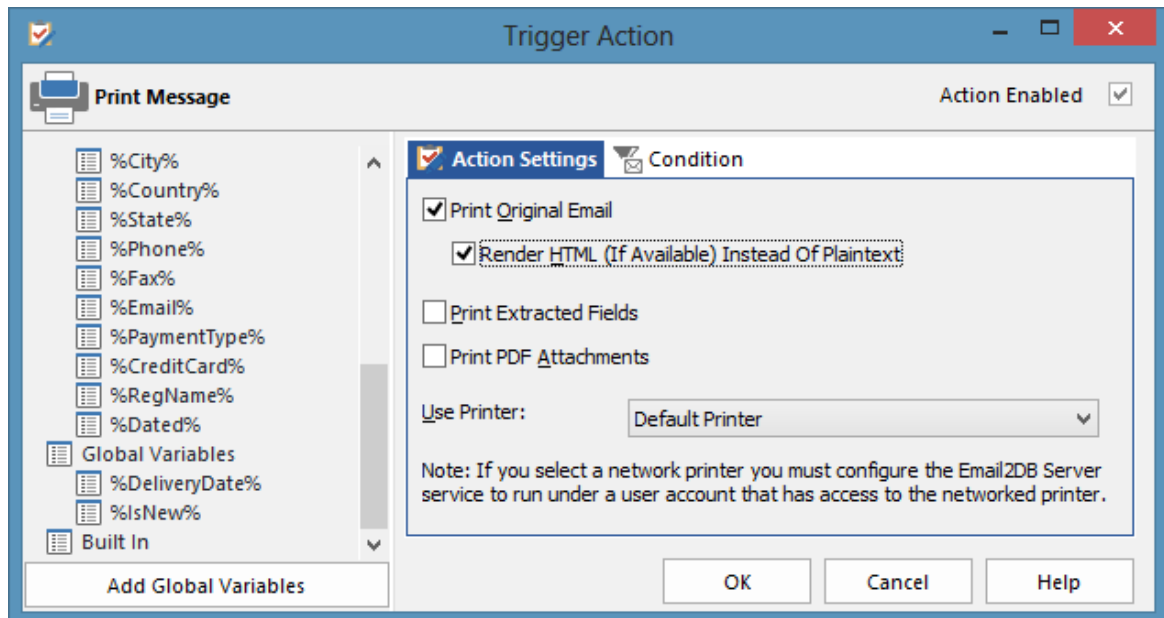 Trigger Action
Print Message
Action Enabled
%City%
%Country%
%State%
%Phone%
%Fax%
%Email%
%PaymentType%
%CreditCard%
%RegName%
%Dated%
Global Variables
%DeliveryDate%
%IsNew%
Built In
Add Global Variables
Action Settings
Condition
Print Original Email
Render HTML (If Available) Instead Of Plaintext
Print Extracted Fields
Print PDF Attachments
Use Printer:
Default Printer
Note: If you select a network printer you must configure the Email2DB Server
service to run under a user account that has access to the networked printer.
OK
Cancel
Help